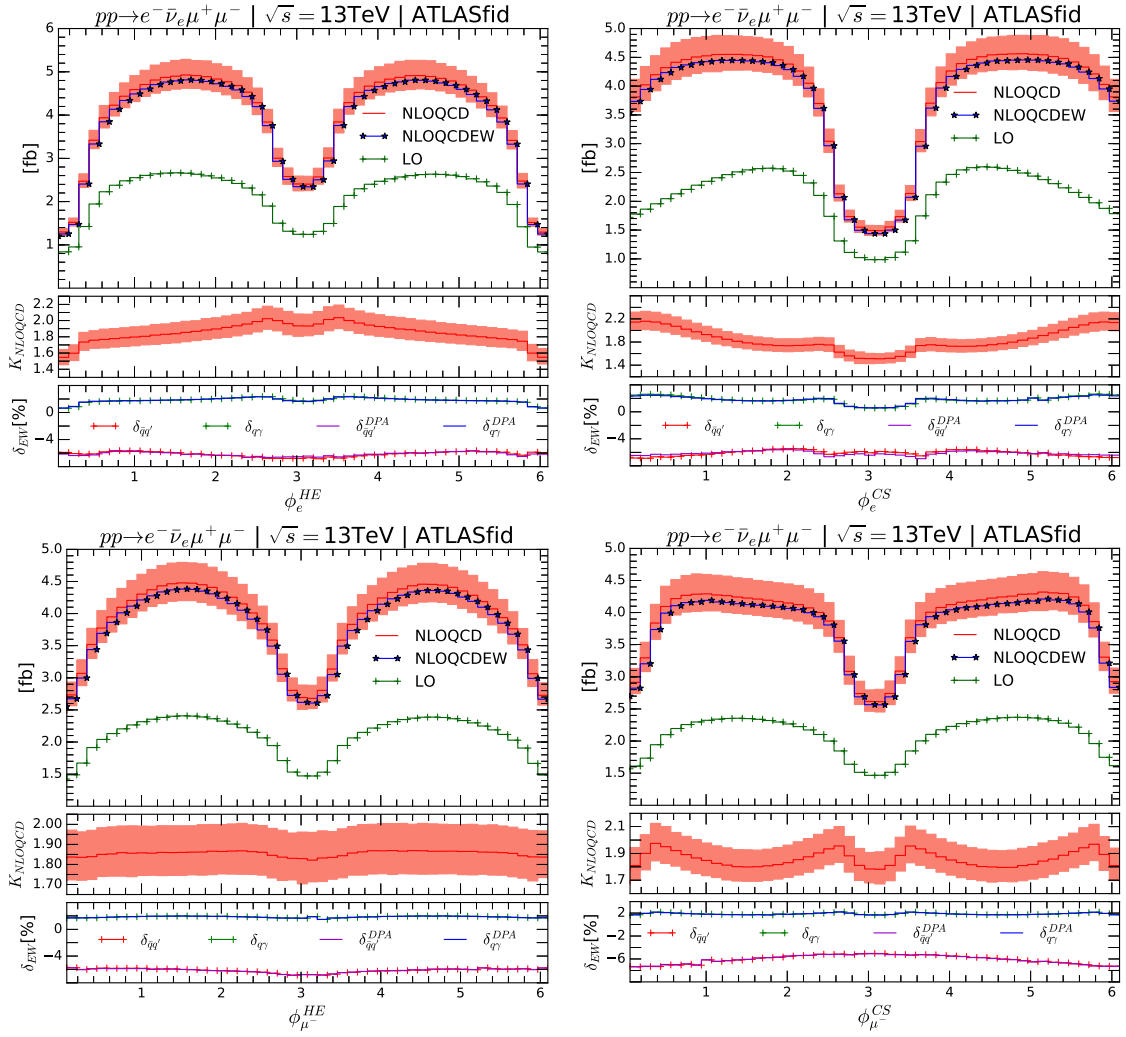 pp→e⁻ν̄ₑμ⁺μ⁻ | √s = 13TeV | ATLASfid
6
5
4
3
2
1
[fb]
NLOQCD
NLOQCDEW
LO
2.2
2.0
1.8
1.6
1.4
K_NLOQCD
0
−4
δ_EW[%]
δ_q̄q′
δ_qγ
δ_q̄q′^DPA
δ_qγ^DPA
1 2 3 4 5 6
ϕ_e^HE
pp→e⁻ν̄ₑμ⁺μ⁻ | √s = 13TeV | ATLASfid
5.0
4.5
4.0
3.5
3.0
2.5
2.0
1.5
1.0
[fb]
NLOQCD
NLOQCDEW
LO
2.2
1.8
1.4
K_NLOQCD
0
−4
δ_EW[%]
δ_q̄q′
δ_qγ
δ_q̄q′^DPA
δ_qγ^DPA
1 2 3 4 5 6
ϕ_e^CS
pp→e⁻ν̄ₑμ⁺μ⁻ | √s = 13TeV | ATLASfid
5.0
4.5
4.0
3.5
3.0
2.5
2.0
1.5
[fb]
NLOQCD
NLOQCDEW
LO
2.00
1.90
1.80
1.70
K_NLOQCD
0
−4
δ_EW[%]
δ_q̄q′
δ_qγ
δ_q̄q′^DPA
δ_qγ^DPA
1 2 3 4 5 6
ϕ_μ⁻^HE
pp→e⁻ν̄ₑμ⁺μ⁻ | √s = 13TeV | ATLASfid
5.0
4.5
4.0
3.5
3.0
2.5
2.0
1.5
[fb]
NLOQCD
NLOQCDEW
LO
2.1
1.9
1.7
K_NLOQCD
2
−2
−6
δ_EW[%]
δ_q̄q′
δ_qγ
δ_q̄q′^DPA
δ_qγ^DPA
1 2 3 4 5 6
ϕ_μ⁻^CS